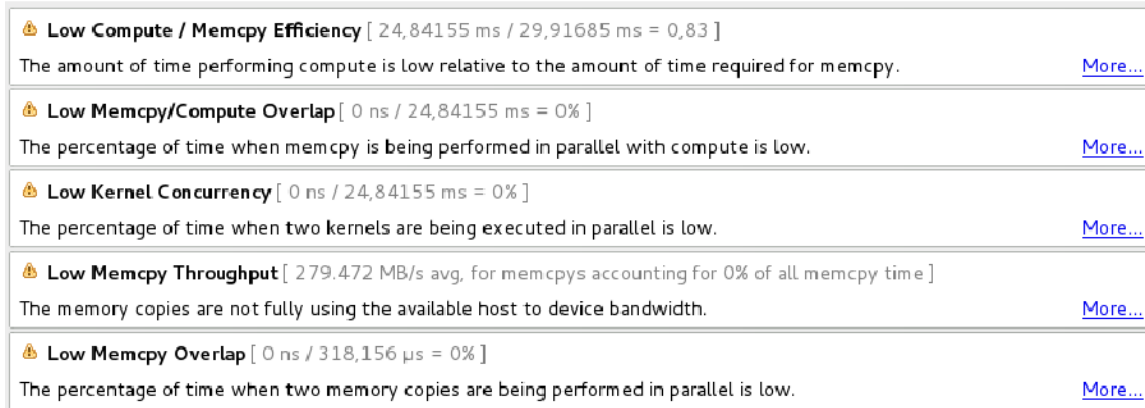 Low Compute / Memcpy Efficiency [ 24,84155 ms / 29,91685 ms = 0,83 ]
The amount of time performing compute is low relative to the amount of time required for memcpy. More...
Low Memcpy/Compute Overlap [ 0 ns / 24,84155 ms = 0% ]
The percentage of time when memcpy is being performed in parallel with compute is low. More...
Low Kernel Concurrency [ 0 ns / 24,84155 ms = 0% ]
The percentage of time when two kernels are being executed in parallel is low. More...
Low Memcpy Throughput [ 279.472 MB/s avg, for memcpys accounting for 0% of all memcpy time ]
The memory copies are not fully using the available host to device bandwidth. More...
Low Memcpy Overlap [ 0 ns / 318,156 µs = 0% ]
The percentage of time when two memory copies are being performed in parallel is low. More...